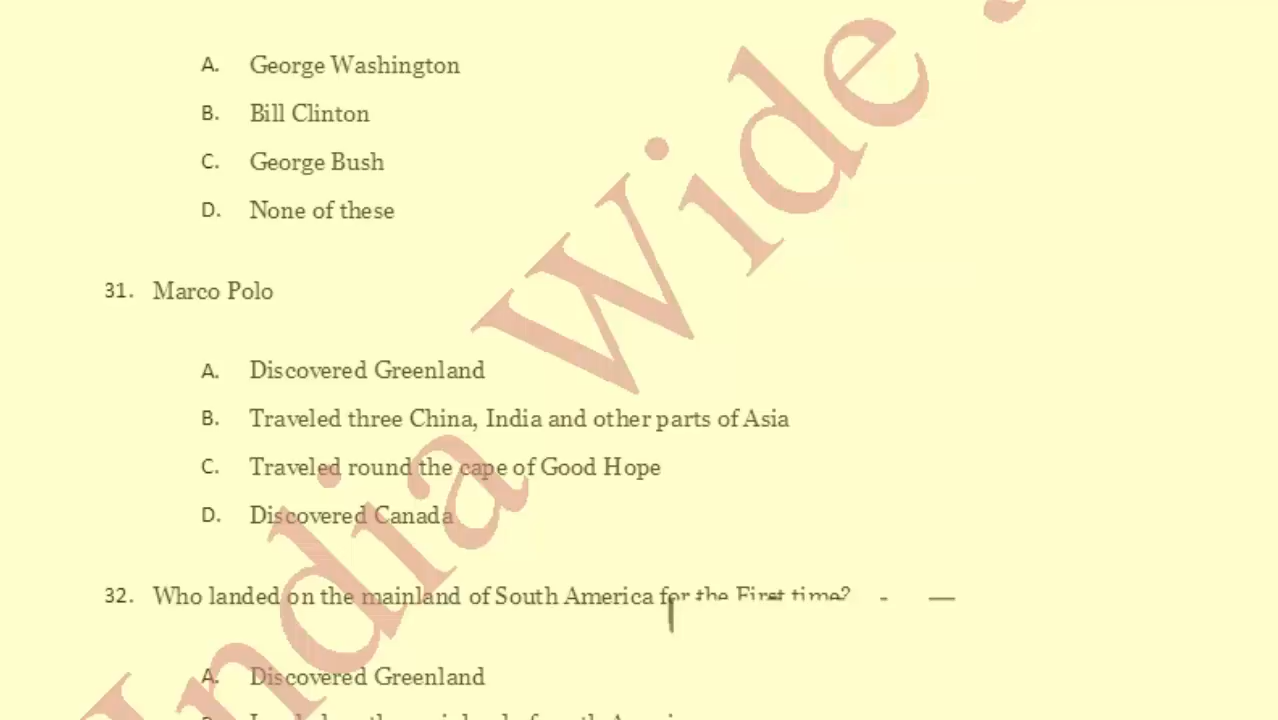 A. George Washington
B. Bill Clinton
C. George Bush
D. None of these
31. Marco Polo
A. Discovered Greenland
B. Traveled three China, India and other parts of Asia
C. Traveled round the cape of Good Hope
D. Discovered Canada
32. Who landed on the mainland of South America for the First time?
A. Discovered Greenland
India Wide